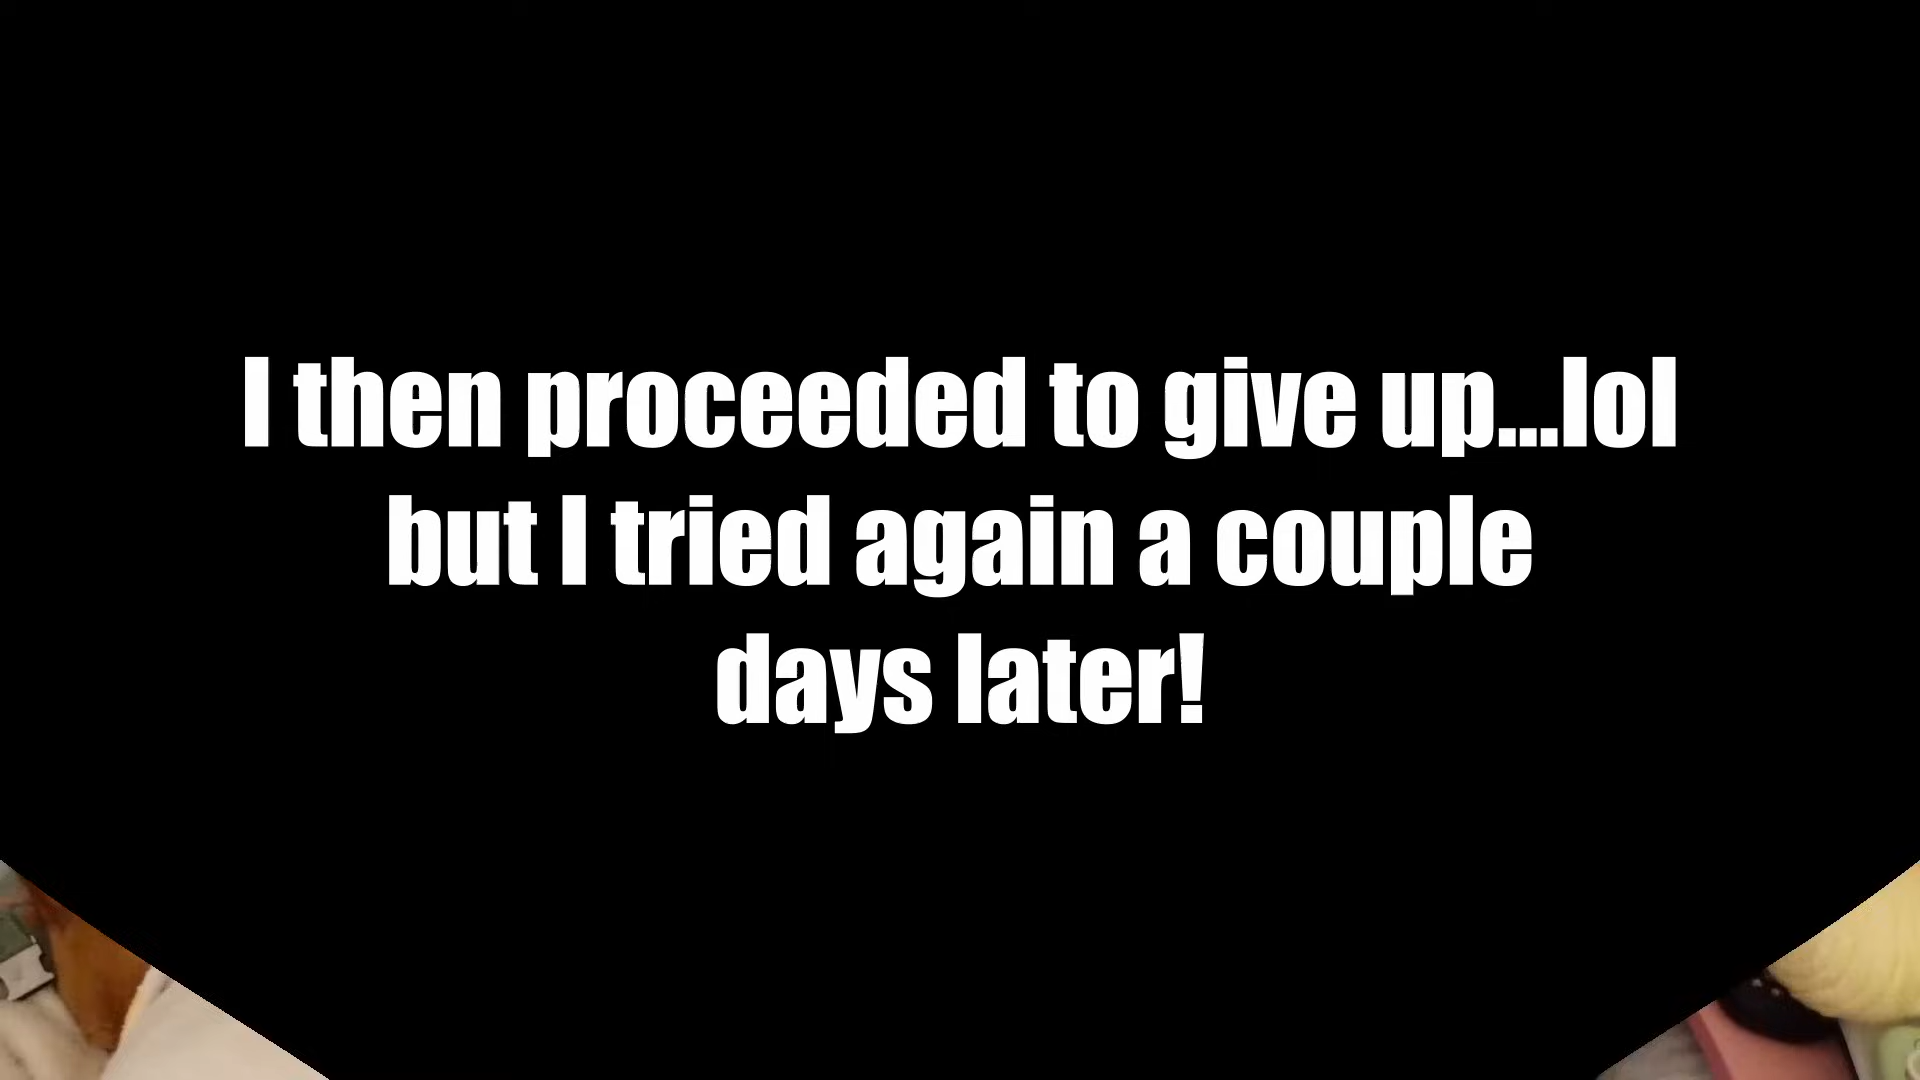 I then proceeded to give up...lol
but I tried again a couple
days later!